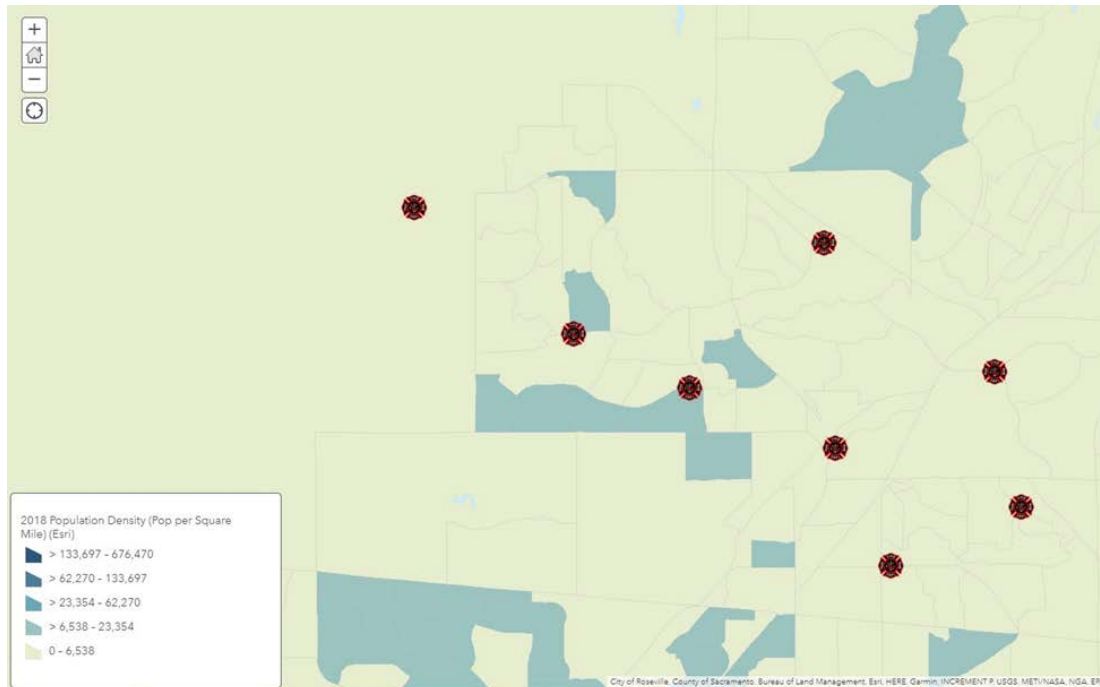 +
−
2018 Population Density (Pop per Square
Mile) (Esri)
> 133,697 - 676,470
> 62,270 - 133,697
> 23,354 - 62,270
> 6,538 - 23,354
0 - 6,538
City of Roseville, County of Sacramento, Bureau of Land Management, Esri, HERE, Garmin, INCREMENT P, USGS, METI/NASA, NGA, EP